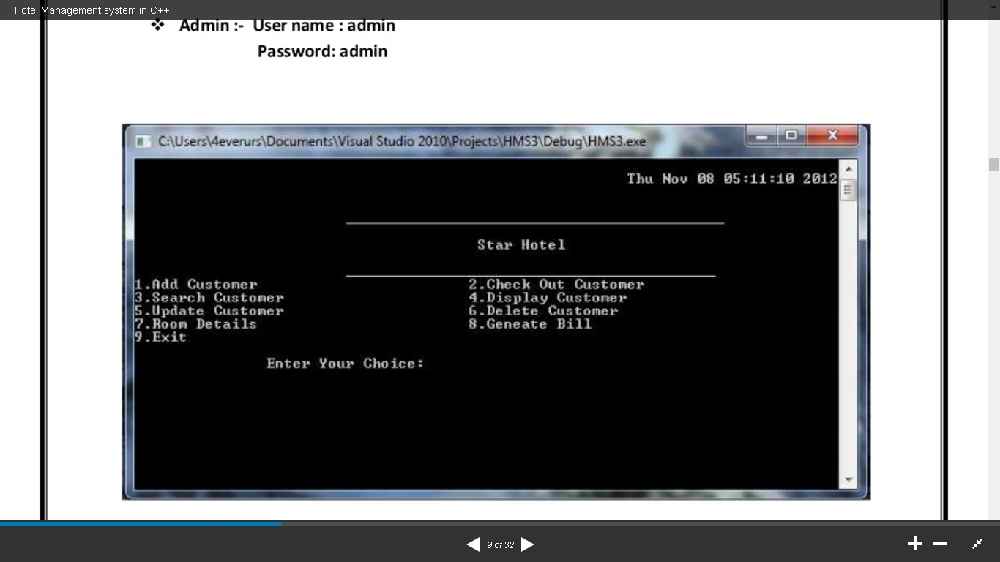 Hotel Management system in C++
❖ Admin :- User name : admin
Password: admin
C:\Users\4everurs\Documents\Visual Studio 2010\Projects\HMS3\Debug\HMS3.exe
Thu Nov 08 05:11:10 2012
Star Hotel
1.Add Customer 2.Check Out Customer
3.Search Customer 4.Display Customer
5.Update Customer 6.Delete Customer
7.Room Details 8.Geneate Bill
9.Exit
Enter Your Choice:
9 of 32